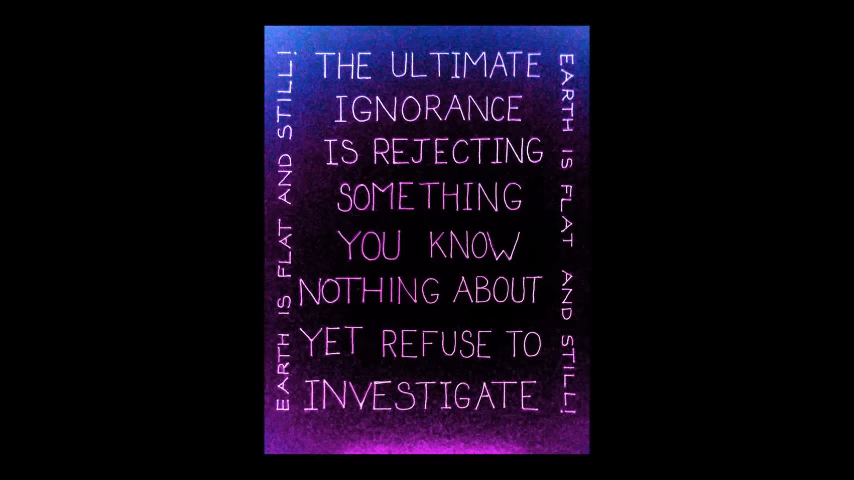 THE ULTIMATE
IGNORANCE
IS REJECTING
SOMETHING
YOU KNOW
NOTHING ABOUT
YET REFUSE TO
INVESTIGATE
EARTH IS FLAT AND STILL!
EARTH IS FLAT AND STILL!